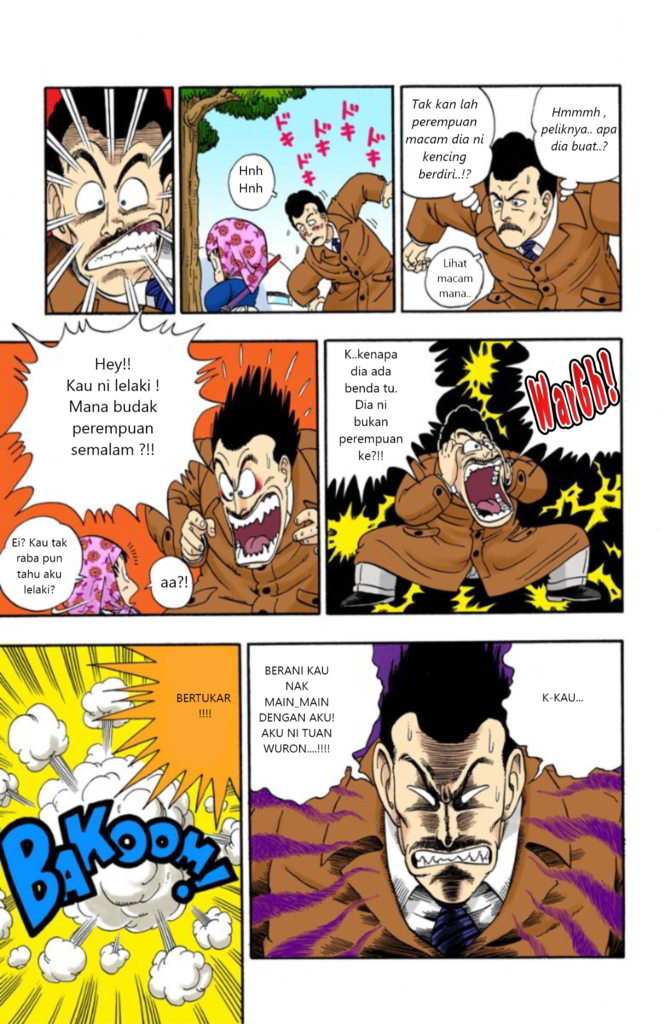 Hmmmh ,
peliknya.. apa
dia buat..?
Tak kan lah
perempuan
macam dia ni
kencing
berdiri..!?
Lihat
macam
mana..
ドキ
ドキ
ドキ
ドキ
Hnh
Hnh
WarGh!
K..kenapa
dia ada
benda tu.
Dia ni
bukan
perempuan
ke?!!
Hey!!
Kau ni lelaki !
Mana budak
perempuan
semalam ?!!
aa?!
Ei? Kau tak
raba pun
tahu aku
lelaki?
K-KAU...
BERANI KAU
NAK
MAIN_MAIN
DENGAN AKU!
AKU NI TUAN
WURON....!!!!
BERTUKAR
!!!!
BAKOOM!